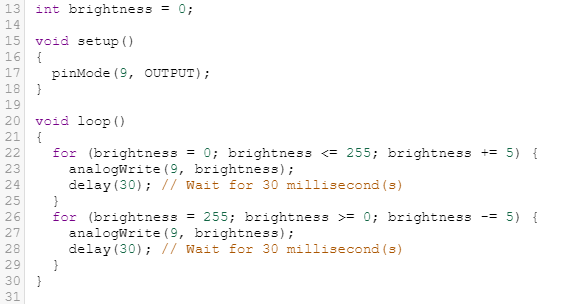 13 int brightness = 0;
14
15 void setup()
16 {
17   pinMode(9, OUTPUT);
18 }
19
20 void loop()
21 {
22   for (brightness = 0; brightness <= 255; brightness += 5) {
23     analogWrite(9, brightness);
24     delay(30); // Wait for 30 millisecond(s)
25   }
26   for (brightness = 255; brightness >= 0; brightness -= 5) {
27     analogWrite(9, brightness);
28     delay(30); // Wait for 30 millisecond(s)
29   }
30 }
31